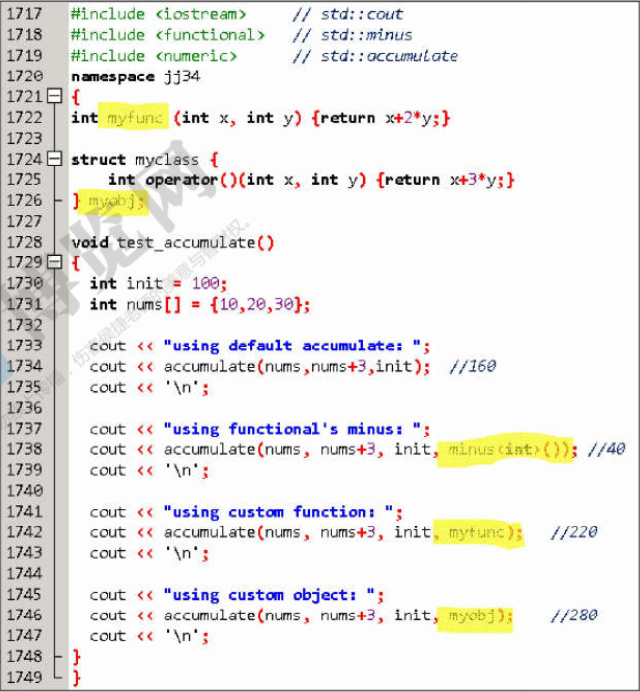 1717 #include <iostream> // std::cout
1718 #include <functional> // std::minus
1719 #include <numeric> // std::accumulate
1720 namespace jj34
1721 {
1722 int myfunc (int x, int y) {return x+2*y;}
1723
1724 struct myclass {
1725 int operator()(int x, int y) {return x+3*y;}
1726 } myobj;
1727
1728 void test_accumulate()
1729 {
1730 int init = 100;
1731 int nums[] = {10,20,30};
1732
1733 cout << "using default accumulate: ";
1734 cout << accumulate(nums,nums+3,init); //160
1735 cout << '\n';
1736
1737 cout << "using functional's minus: ";
1738 cout << accumulate(nums, nums+3, init, minus<int>()); //40
1739 cout << '\n';
1740
1741 cout << "using custom function: ";
1742 cout << accumulate(nums, nums+3, init, myfunc); //220
1743 cout << '\n';
1744
1745 cout << "using custom object: ";
1746 cout << accumulate(nums, nums+3, init, myobj); //280
1747 cout << '\n';
1748 }
1749 }
博览网